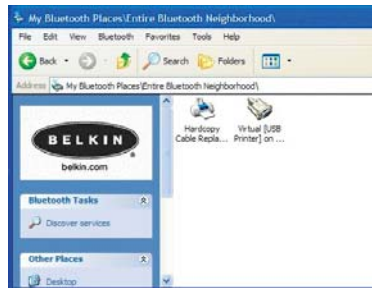 My Bluetooth Places\Entire Bluetooth Neighborhood\
File Edit View Bluetooth Favorites Tools Help
Back Search Folders
Address My Bluetooth Places\Entire Bluetooth Neighborhood\
BELKIN
belkin.com
Hardcopy Cable Repla...
Virtual [USB Printer] on ...
Bluetooth Tasks
Discover services
Other Places
Desktop